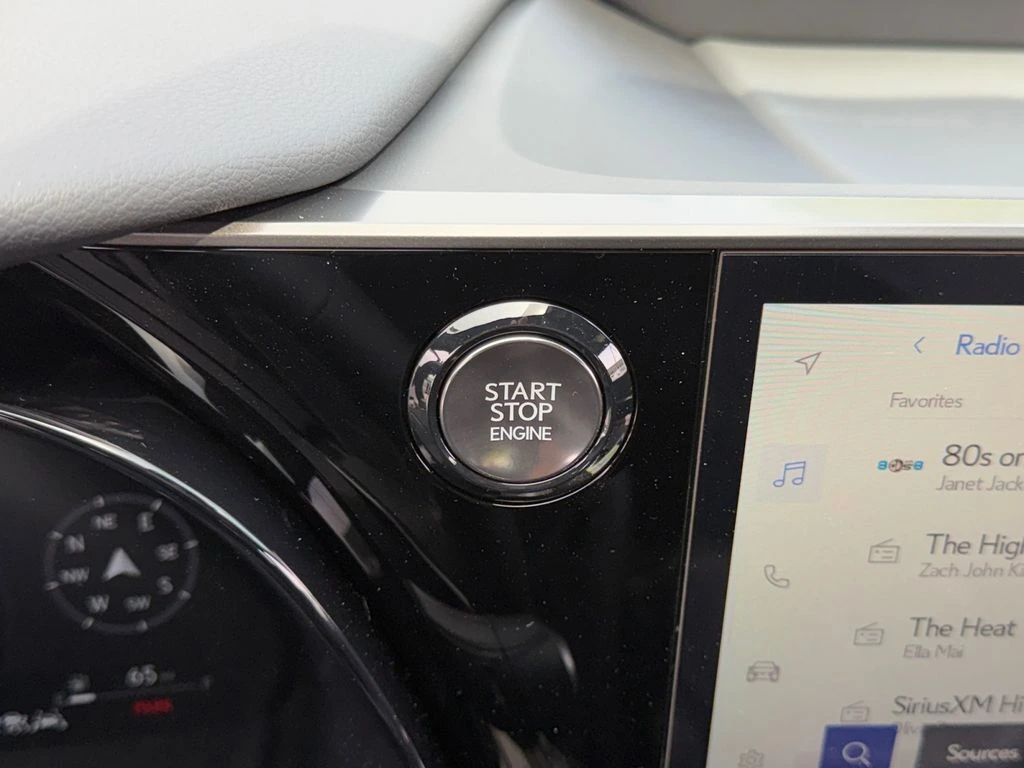 START
STOP
ENGINE
NE
E
N
SE
NW
S
W
SW
65
Radio
Favorites
80s on
Janet Jack
The High
Zach John Ki
The Heat
Ella Mai
SiriusXM Hi
Sources